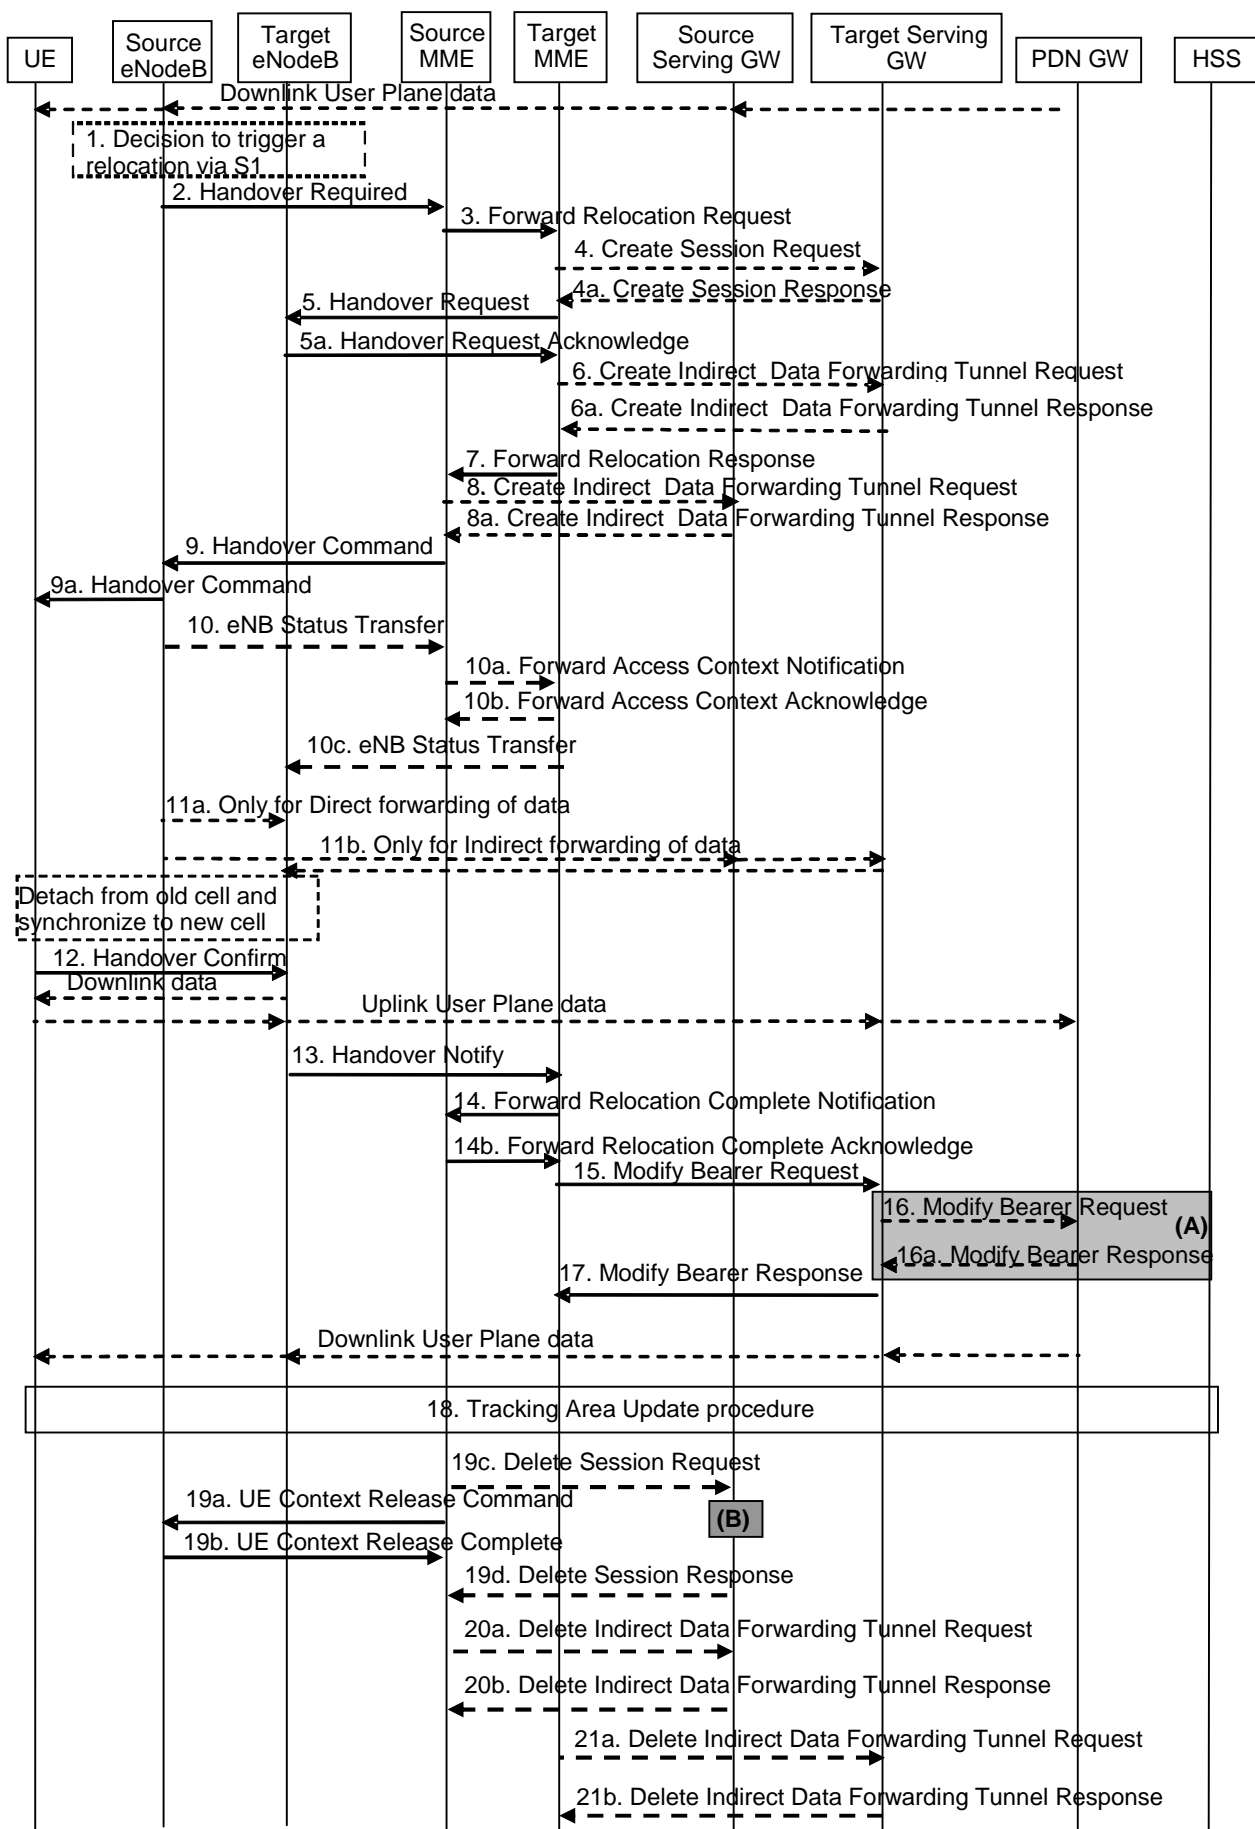 UE
Source
eNodeB
Target
eNodeB
Source
MME
Target
MME
Source
Serving GW
Target Serving
GW
PDN GW
HSS
Downlink User Plane data
1. Decision to trigger a
relocation via S1
2. Handover Required
3. Forward Relocation Request
4. Create Session Request
4a. Create Session Response
5. Handover Request
5a. Handover Request Acknowledge
6. Create Indirect Data Forwarding Tunnel Request
6a. Create Indirect Data Forwarding Tunnel Response
7. Forward Relocation Response
8. Create Indirect Data Forwarding Tunnel Request
8a. Create Indirect Data Forwarding Tunnel Response
9. Handover Command
9a. Handover Command
10. eNB Status Transfer
10a. Forward Access Context Notification
10b. Forward Access Context Acknowledge
10c. eNB Status Transfer
11a. Only for Direct forwarding of data
11b. Only for Indirect forwarding of data
Detach from old cell and
synchronize to new cell
12. Handover Confirm
Downlink data
Uplink User Plane data
13. Handover Notify
14. Forward Relocation Complete Notification
14b. Forward Relocation Complete Acknowledge
15. Modify Bearer Request
16. Modify Bearer Request
(A)
16a. Modify Bearer Response
17. Modify Bearer Response
Downlink User Plane data
18. Tracking Area Update procedure
19c. Delete Session Request
19a. UE Context Release Command
(B)
19b. UE Context Release Complete
19d. Delete Session Response
20a. Delete Indirect Data Forwarding Tunnel Request
20b. Delete Indirect Data Forwarding Tunnel Response
21a. Delete Indirect Data Forwarding Tunnel Request
21b. Delete Indirect Data Forwarding Tunnel Response